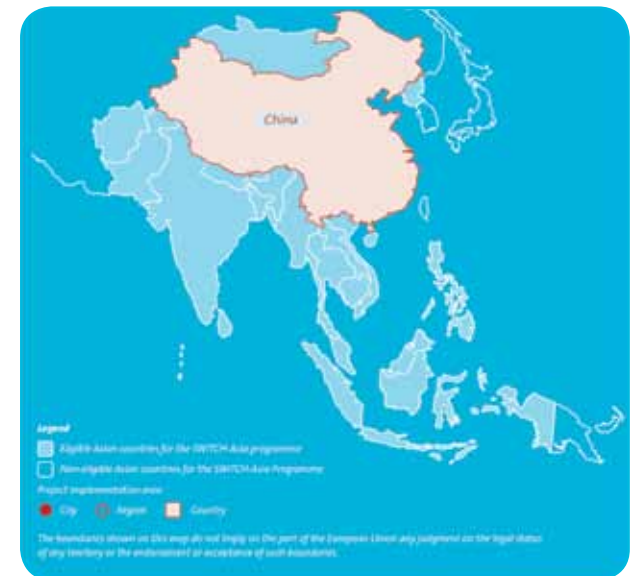 China
Legend
Eligible Asian countries for the SWITCH-Asia programme
Non-eligible Asian countries for the SWITCH-Asia Programme
Project implementation area
City Region Country
The boundaries shown on this map do not imply on the part of the European Union any judgment on the legal status
of any territory or the endorsement or acceptance of such boundaries.